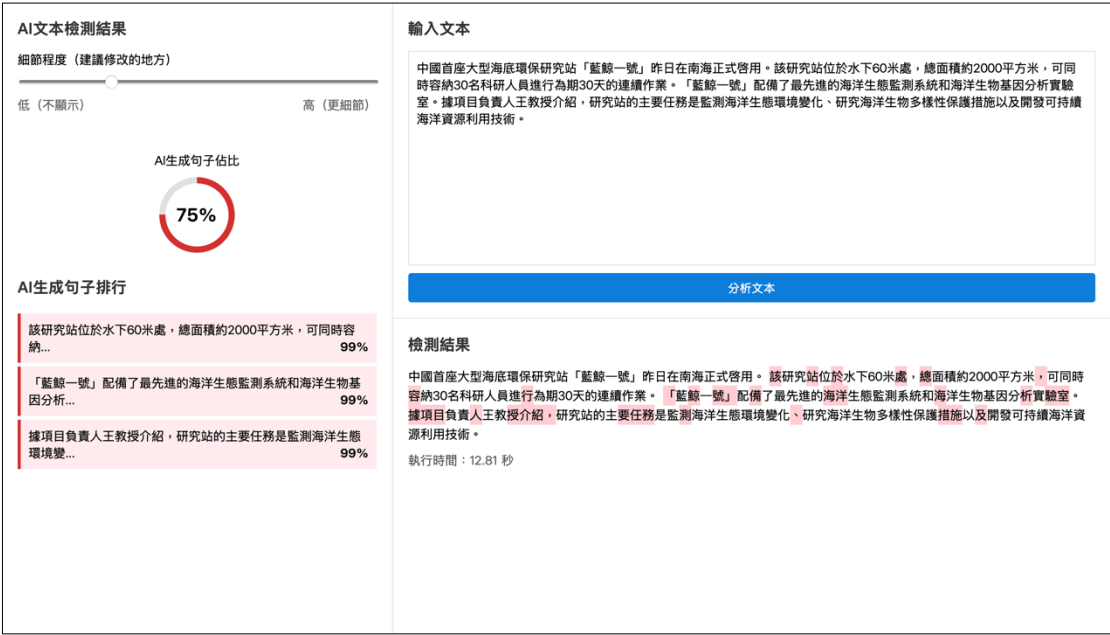 AI文本檢測結果
細節程度（建議修改的地方）
低（不顯示）
高（更細節）
AI生成句子佔比
75%
AI生成句子排行
該研究站位於水下60米處，總面積約2000平方米，可同時容
納...
99%
「藍鯨一號」配備了最先進的海洋生態監測系統和海洋生物基
因分析...
99%
據項目負責人王教授介紹，研究站的主要任務是監測海洋生態
環境變...
99%
輸入文本
中國首座大型海底環保研究站「藍鯨一號」昨日在南海正式啓用。該研究站位於水下60米處，總面積約2000平方米，可同
時容納30名科研人員進行為期30天的連續作業。「藍鯨一號」配備了最先進的海洋生態監測系統和海洋生物基因分析實驗
室。據項目負責人王教授介紹，研究站的主要任務是監測海洋生態環境變化、研究海洋生物多樣性保護措施以及開發可持續
海洋資源利用技術。
分析文本
檢測結果
中國首座大型海底環保研究站「藍鯨一號」昨日在南海正式啓用。 該研究站位於水下60米處，總面積約2000平方米，可同時
容納30名科研人員進行為期30天的連續作業。 「藍鯨一號」配備了最先進的海洋生態監測系統和海洋生物基因分析實驗室。
據項目負責人王教授介紹，研究站的主要任務是監測海洋生態環境變化、研究海洋生物多樣性保護措施以及開發可持續海洋資
源利用技術。
執行時間：12.81 秒